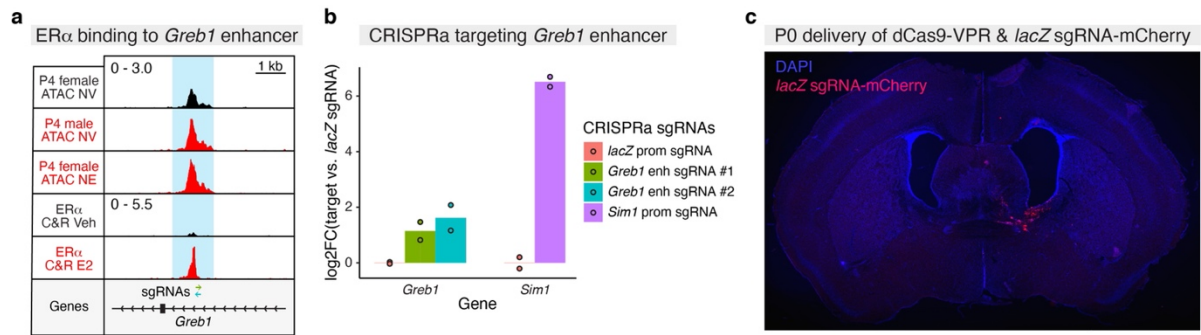 a
ERα binding to Greb1 enhancer
P4 female
ATAC NV
0 - 3.0
1 kb
P4 male
ATAC NV
P4 female
ATAC NE
ERα
C&R Veh
0 - 5.5
ERα
C&R E2
Genes
sgRNAs
Greb1
b
CRISPRa targeting Greb1 enhancer
log2FC(target vs. lacZ sgRNA)
6
4
2
0
Greb1
Sim1
Gene
CRISPRa sgRNAs
lacZ prom sgRNA
Greb1 enh sgRNA #1
Greb1 enh sgRNA #2
Sim1 prom sgRNA
c
P0 delivery of dCas9-VPR & lacZ sgRNA-mCherry
DAPI
lacZ sgRNA-mCherry